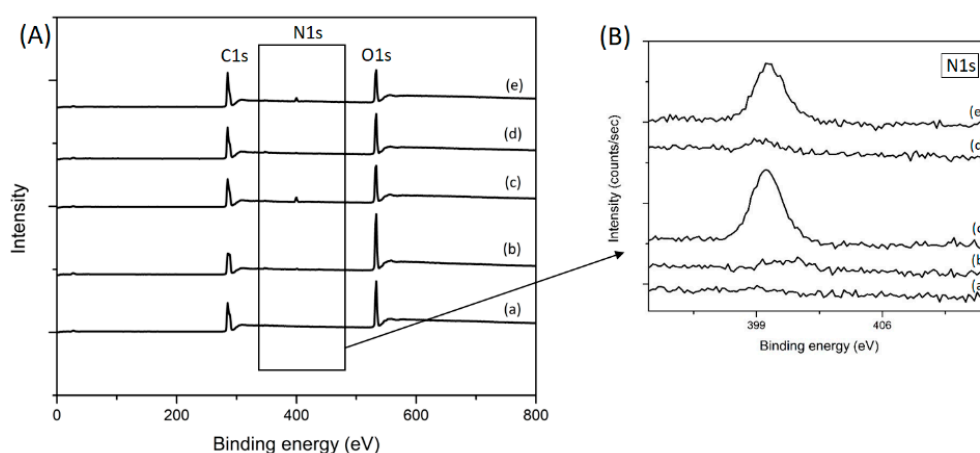 (A)
N1s
C1s
O1s
(e)
(d)
(c)
(b)
(a)
Intensity
0
200
400
600
800
Binding energy (eV)
(B)
N1s
(e
(d
(c
(b
(a
Intensity (counts/sec)
399
406
Binding energy (eV)